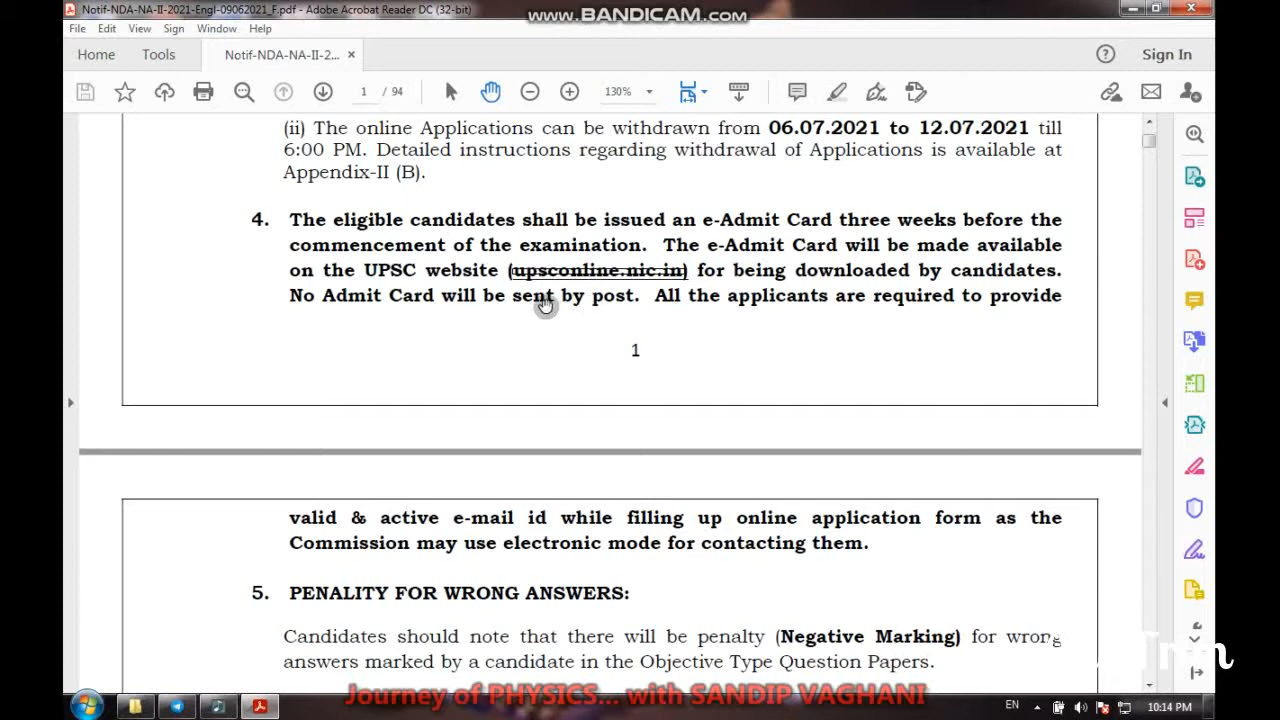 Notif-NDA-NA-II-2021-Engl-09062021_F.pdf - Adobe Acrobat Reader DC (32-bit)
www.BANDICAM.com
File Edit View Sign Window Help
Home Tools Notif-NDA-NA-II-2... × Sign In
1 / 94 130%
(ii) The online Applications can be withdrawn from 06.07.2021 to 12.07.2021 till
6:00 PM. Detailed instructions regarding withdrawal of Applications is available at
Appendix-II (B).
4. The eligible candidates shall be issued an e-Admit Card three weeks before the
commencement of the examination. The e-Admit Card will be made available
on the UPSC website (upsconline.nic.in) for being downloaded by candidates.
No Admit Card will be sent by post. All the applicants are required to provide
1
valid & active e-mail id while filling up online application form as the
Commission may use electronic mode for contacting them.
5. PENALITY FOR WRONG ANSWERS:
Candidates should note that there will be penalty (Negative Marking) for wrong
answers marked by a candidate in the Objective Type Question Papers.
Journey of PHYSICS... with SANDIP VAGHANI
EN 10:14 PM